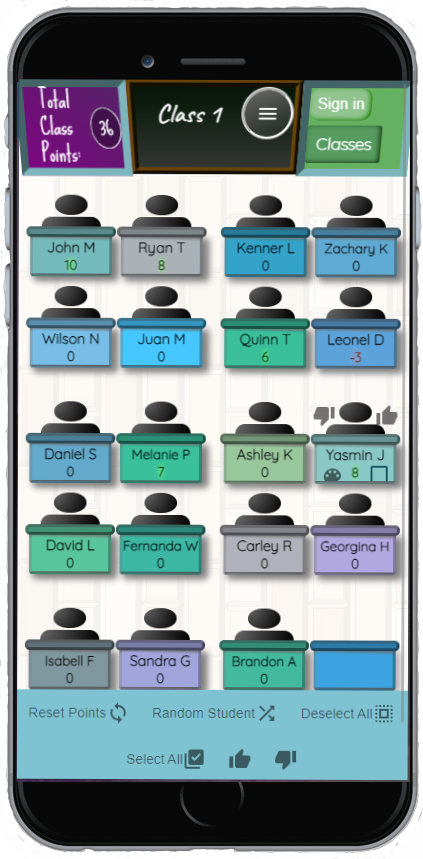 Total
Class
Points:
36
Class 1
Sign in
Classes
John M
10
Ryan T
8
Kenner L
0
Zachary K
0
Wilson N
0
Juan M
0
Quinn T
6
Leonel D
-3
Daniel S
0
Melanie P
7
Ashley K
0
Yasmin J
8
David L
0
Fernanda W
0
Carley R
0
Georgina H
0
Isabell F
0
Sandra G
0
Brandon A
0
Reset Points
Random Student
Deselect All
Select All